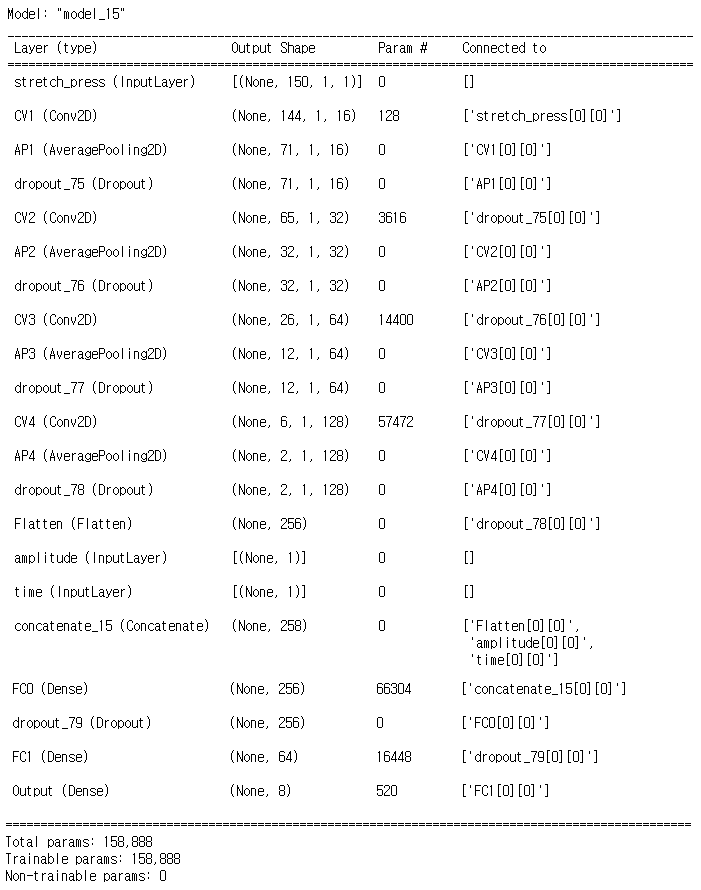 Model: "model_15"
Layer (type) Output Shape Param # Connected to
stretch_press (InputLayer) [(None, 150, 1, 1)] 0 []
CV1 (Conv2D) (None, 144, 1, 16) 128 ['stretch_press[0][0]']
AP1 (AveragePooling2D) (None, 71, 1, 16) 0 ['CV1[0][0]']
dropout_75 (Dropout) (None, 71, 1, 16) 0 ['AP1[0][0]']
CV2 (Conv2D) (None, 65, 1, 32) 3616 ['dropout_75[0][0]']
AP2 (AveragePooling2D) (None, 32, 1, 32) 0 ['CV2[0][0]']
dropout_76 (Dropout) (None, 32, 1, 32) 0 ['AP2[0][0]']
CV3 (Conv2D) (None, 26, 1, 64) 14400 ['dropout_76[0][0]']
AP3 (AveragePooling2D) (None, 12, 1, 64) 0 ['CV3[0][0]']
dropout_77 (Dropout) (None, 12, 1, 64) 0 ['AP3[0][0]']
CV4 (Conv2D) (None, 6, 1, 128) 57472 ['dropout_77[0][0]']
AP4 (AveragePooling2D) (None, 2, 1, 128) 0 ['CV4[0][0]']
dropout_78 (Dropout) (None, 2, 1, 128) 0 ['AP4[0][0]']
Flatten (Flatten) (None, 256) 0 ['dropout_78[0][0]']
amplitude (InputLayer) [(None, 1)] 0 []
time (InputLayer) [(None, 1)] 0 []
concatenate_15 (Concatenate) (None, 258) 0 ['Flatten[0][0]',
'amplitude[0][0]',
'time[0][0]']
FC0 (Dense) (None, 256) 66304 ['concatenate_15[0][0]']
dropout_79 (Dropout) (None, 256) 0 ['FC0[0][0]']
FC1 (Dense) (None, 64) 16448 ['dropout_79[0][0]']
Output (Dense) (None, 8) 520 ['FC1[0][0]']
Total params: 158,888
Trainable params: 158,888
Non-trainable params: 0